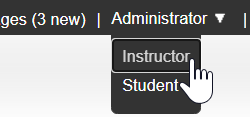 ges (3 new) | Administrator ▼ |
Instructor
Student